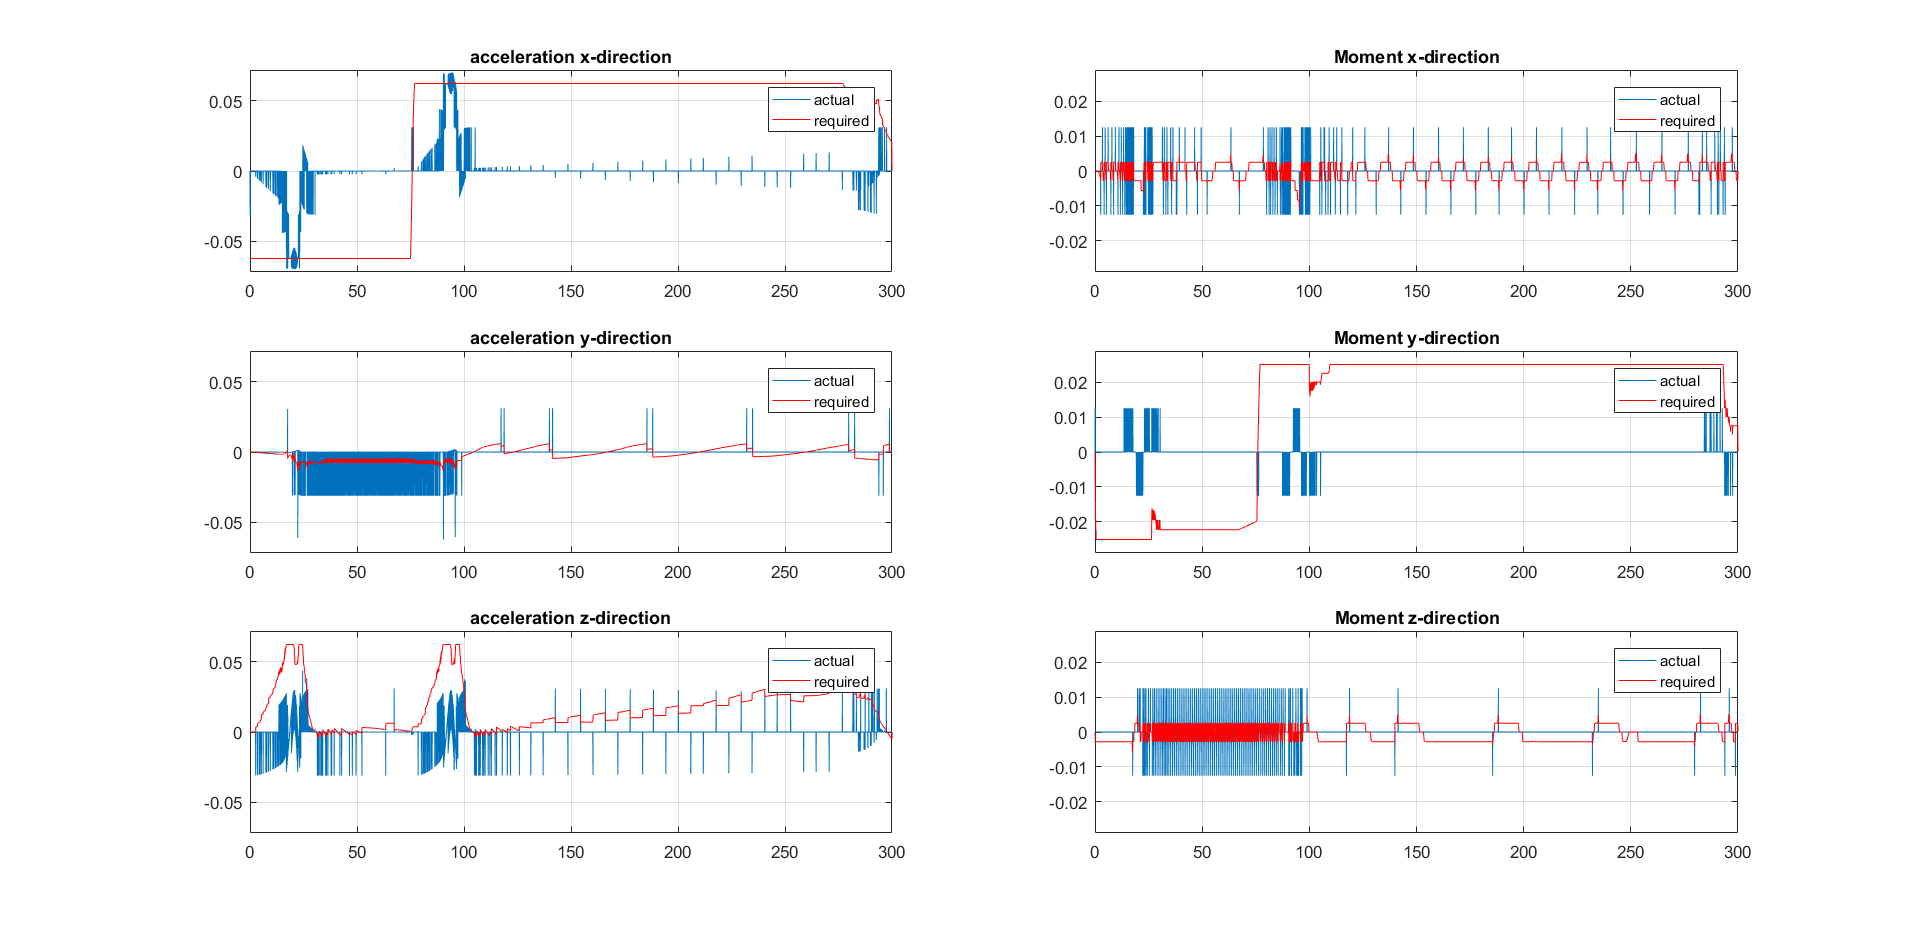 acceleration x-direction
0.05
0
-0.05
0 50 100 150 200 250 300
actual
required
Moment x-direction
0.02
0.01
0
-0.01
-0.02
0 50 100 150 200 250 300
actual
required
acceleration y-direction
0.05
0
-0.05
0 50 100 150 200 250 300
actual
required
Moment y-direction
0.02
0.01
0
-0.01
-0.02
0 50 100 150 200 250 300
actual
required
acceleration z-direction
0.05
0
-0.05
0 50 100 150 200 250 300
actual
required
Moment z-direction
0.02
0.01
0
-0.01
-0.02
0 50 100 150 200 250 300
actual
required